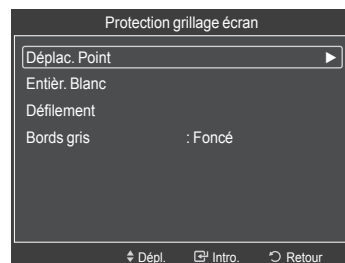 Protection grillage écran
Déplac. Point
Entièr. Blanc
Défilement
Bords gris : Foncé
Dépl. Intro. Retour